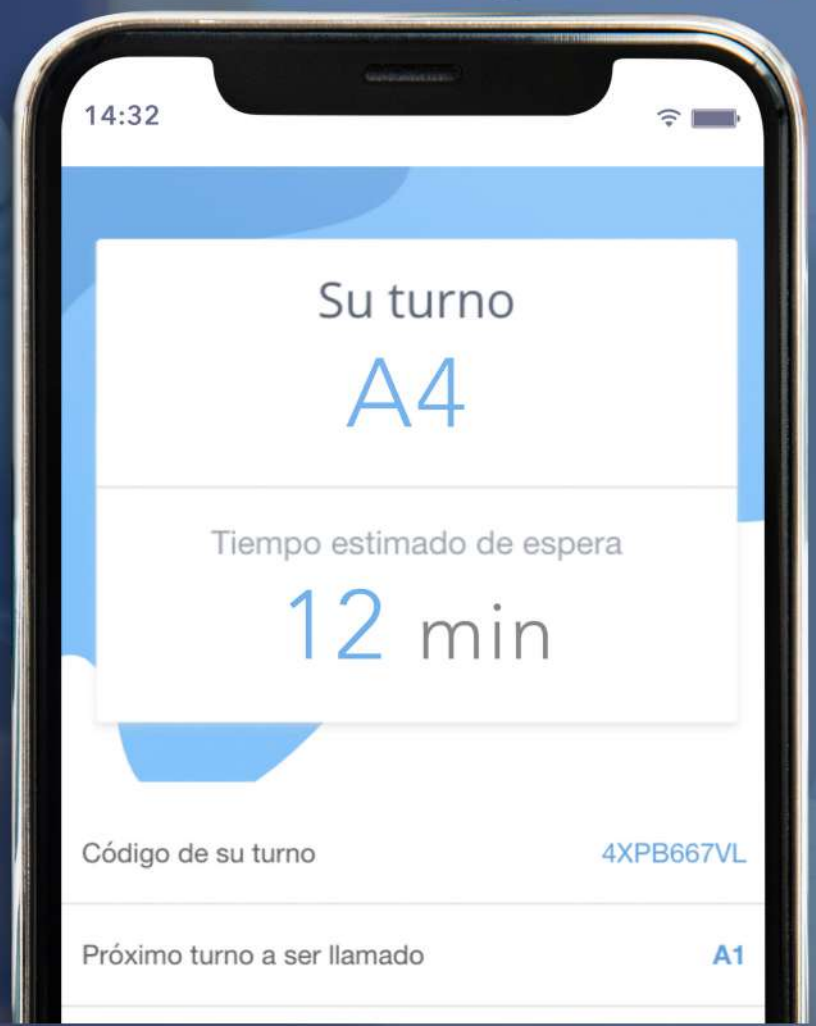 14:32
Su turno
A4
Tiempo estimado de espera
12 min
Código de su turno 4XPB667VL
Próximo turno a ser llamado A1